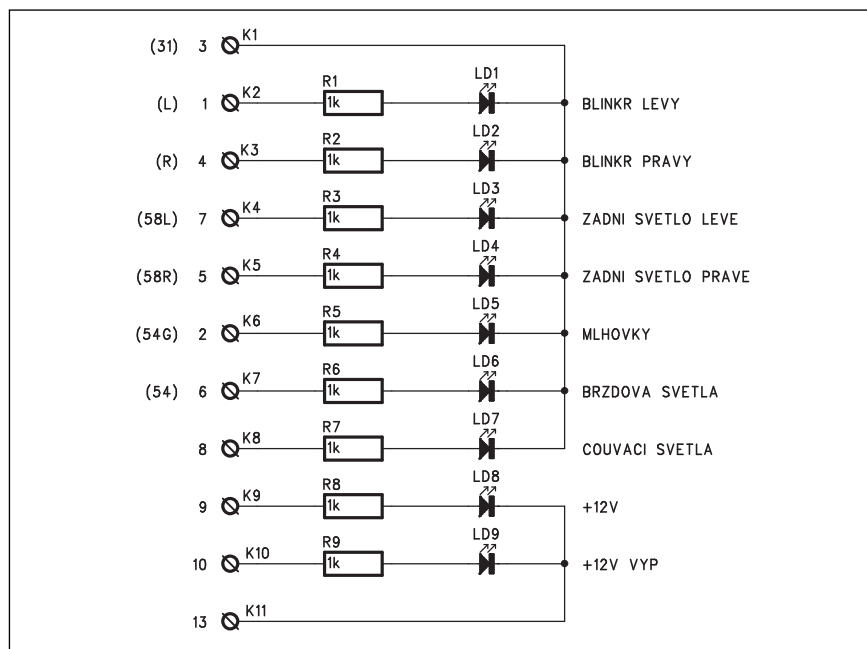 (31) 3 K1
(L) 1 K2 R1 1k LD1 BLINKR LEVY
(R) 4 K3 R2 1k LD2 BLINKR PRAVY
(58L) 7 K4 R3 1k LD3 ZADNI SVETLO LEVE
(58R) 5 K5 R4 1k LD4 ZADNI SVETLO PRAVE
(54G) 2 K6 R5 1k LD5 MLHOVKY
(54) 6 K7 R6 1k LD6 BRZDOVA SVETLA
8 K8 R7 1k LD7 COUVACI SVETLA
9 K9 R8 1k LD8 +12V
10 K10 R9 1k LD9 +12V VYP
13 K11